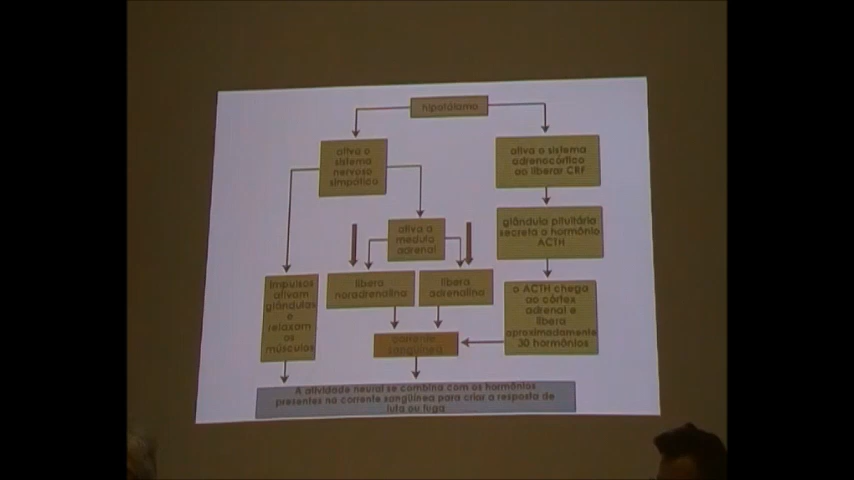 hipotálamo
ativa o
sistema
nervoso
simpático
ativa o sistema
adrenocórtico
ao liberar CRF
ativa a
medula
adrenal
glândula pituitária
secreta o hormônio
ACTH
impulsos
ativam
glândulas
e
relaxam
os
músculos
libera
noradrenalina
libera
adrenalina
o ACTH chega
ao córtex
adrenal e
libera
aproximadamente
30 hormônios
corrente
sanguínea
A atividade neural se combina com os hormônios
presentes na corrente sangüínea para criar a resposta de
luta ou fuga